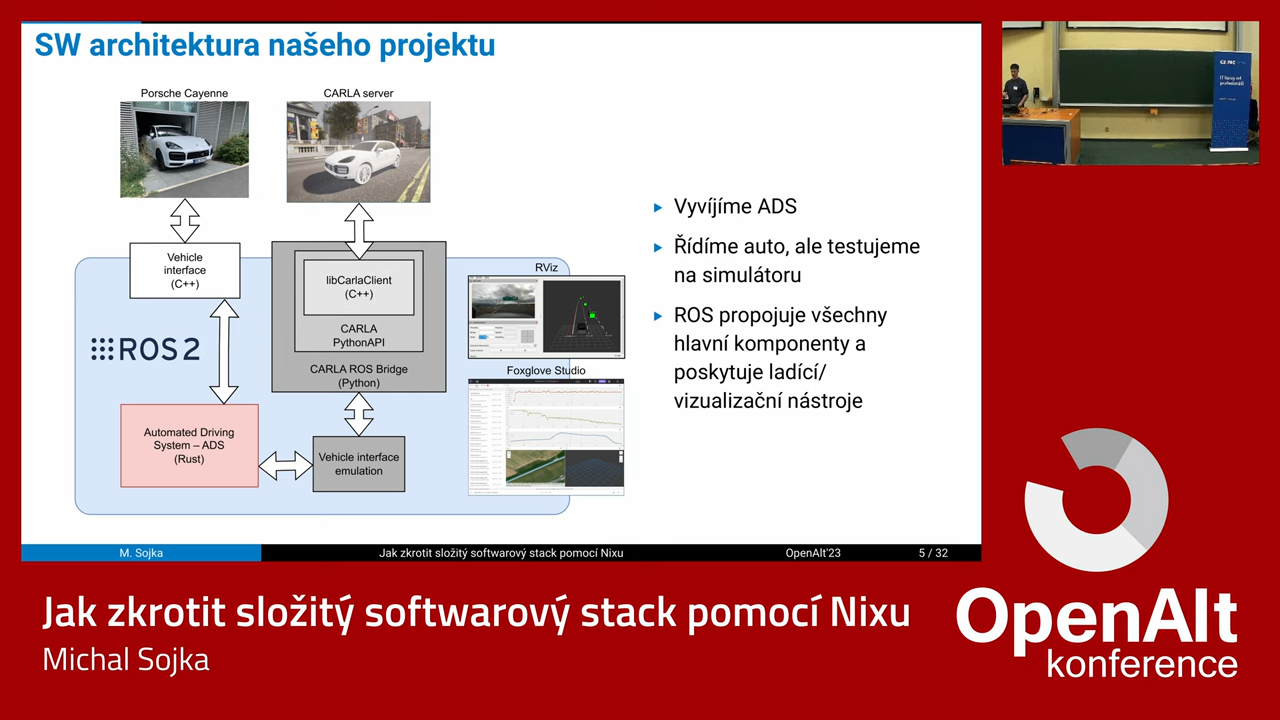 SW architektura našeho projektu
Porsche Cayenne
CARLA server
Vehicle
interface
(C++)
libCarlaClient
(C++)
CARLA
PythonAPI
CARLA ROS Bridge
(Python)
ROS 2
Automated Driving
System – ADS
(Rust)
Vehicle interface
emulation
RViz
Foxglove Studio
Vyvíjíme ADS
Řídíme auto, ale testujeme
na simulátoru
ROS propojuje všechny
hlavní komponenty a
poskytuje ladící/
vizualizační nástroje
M. Sojka
Jak zkrotit složitý softwarový stack pomocí Nixu
OpenAlt'23
5 / 32
CZ.NIC
Jak zkrotit složitý softwarový stack pomocí Nixu
Michal Sojka
OpenAlt
konference